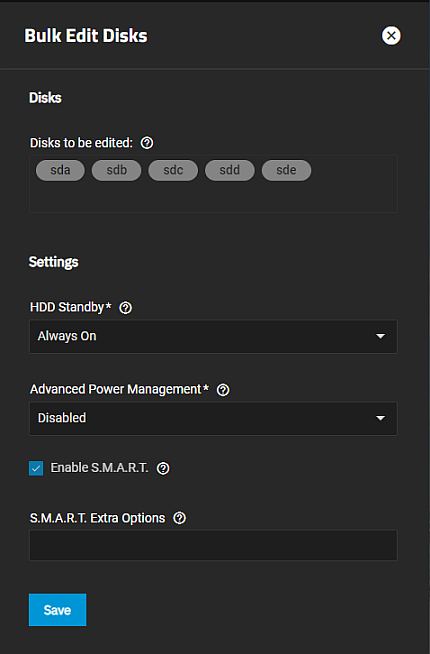 Bulk Edit Disks
Disks
Disks to be edited:
sda sdb sdc sdd sde
Settings
HDD Standby*
Always On
Advanced Power Management*
Disabled
Enable S.M.A.R.T.
S.M.A.R.T. Extra Options
Save